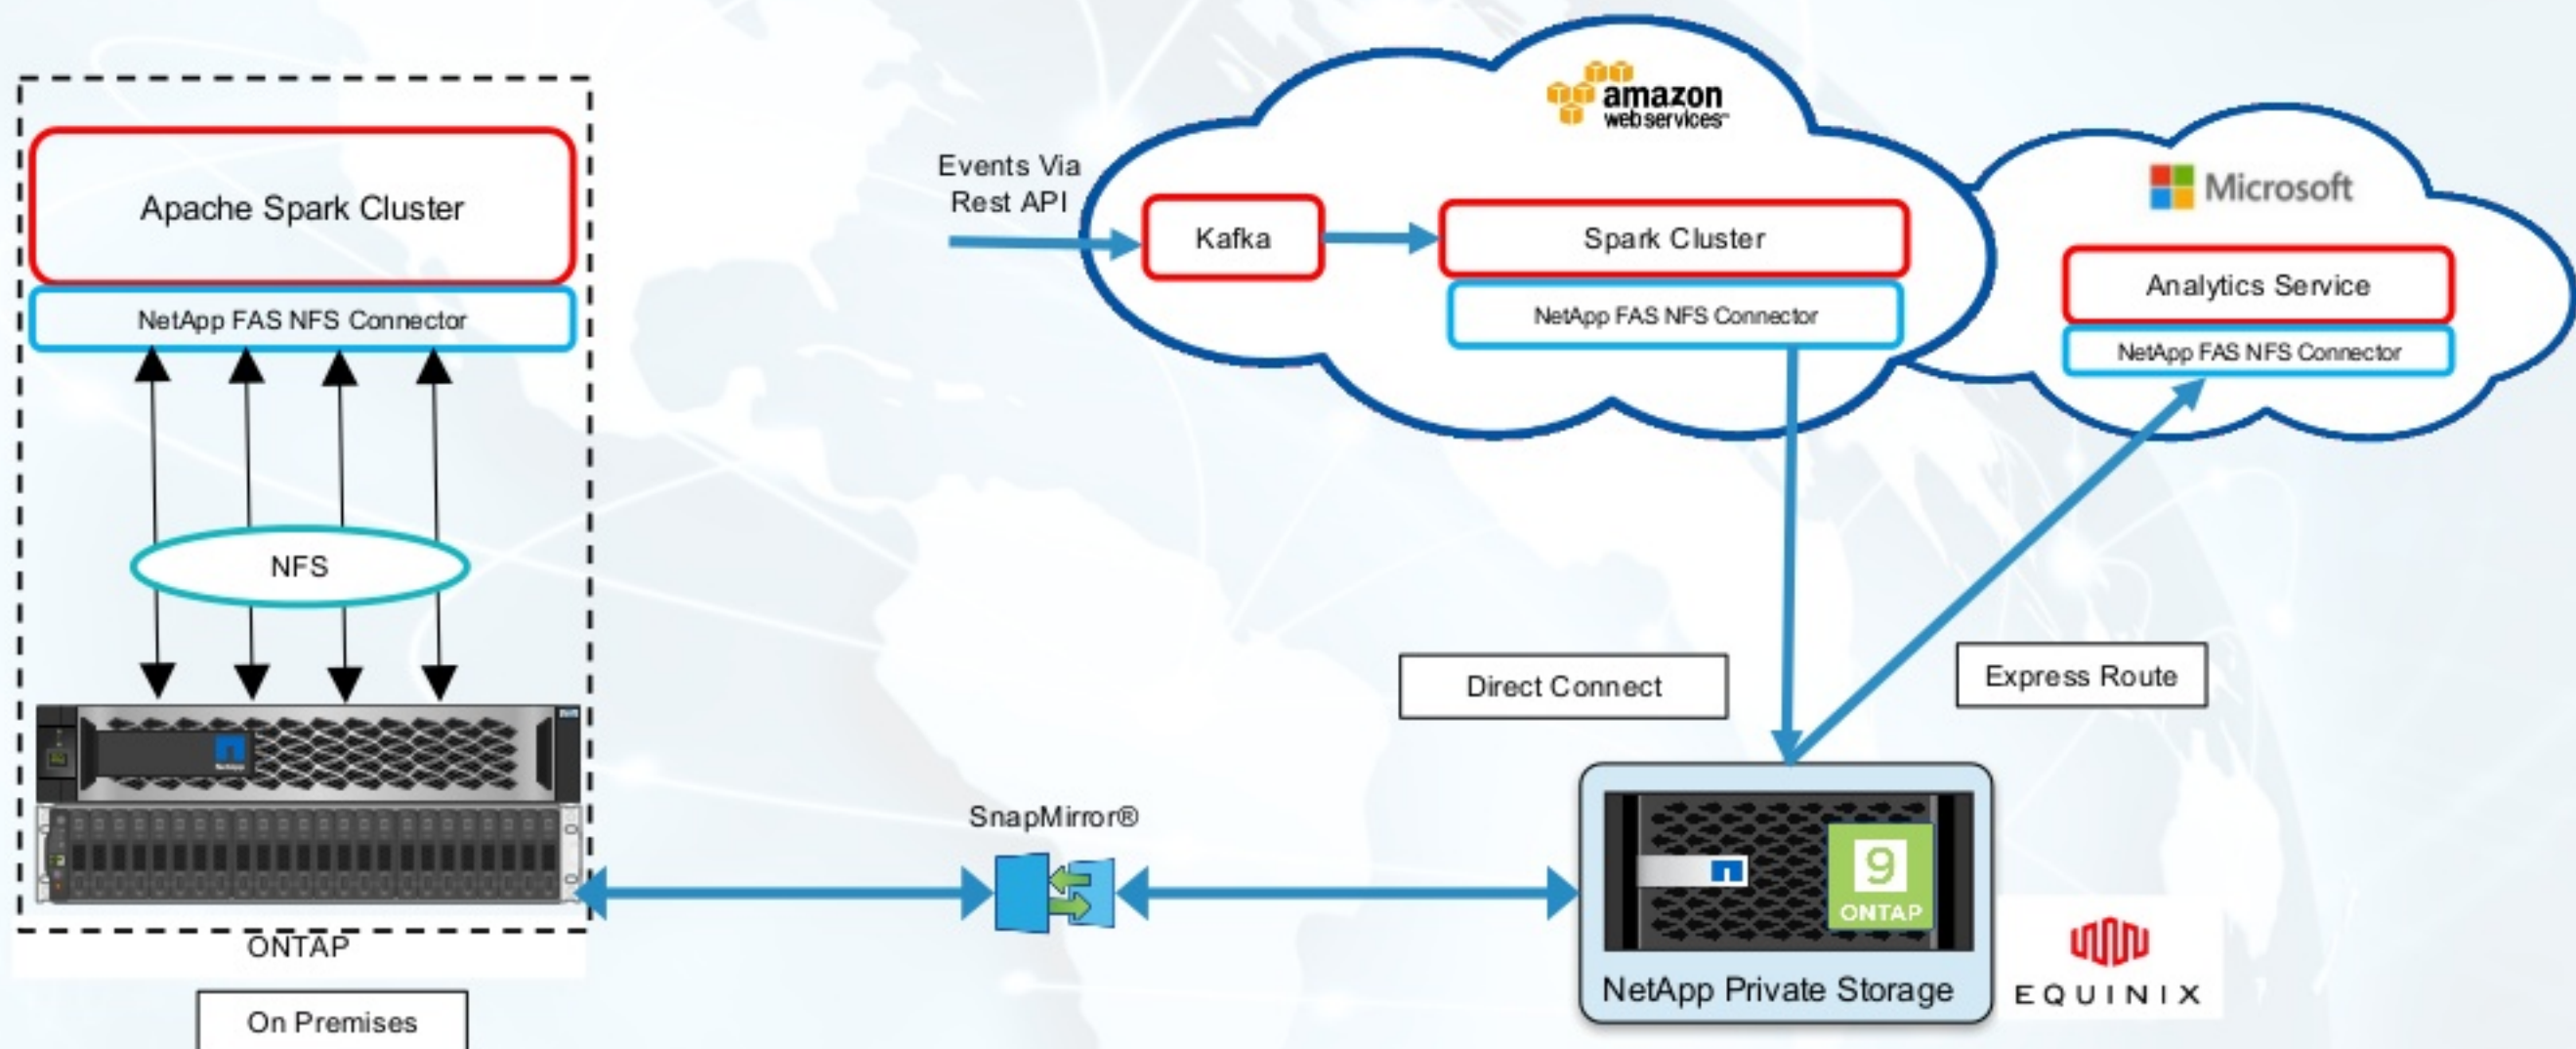 Apache Spark Cluster
NetApp FAS NFS Connector
NFS
ONTAP
On Premises
Events Via
Rest API
amazon
webservices™
Kafka
Spark Cluster
NetApp FAS NFS Connector
Microsoft
Analytics Service
NetApp FAS NFS Connector
Direct Connect
Express Route
SnapMirror®
9
ONTAP
NetApp Private Storage
EQUINIX